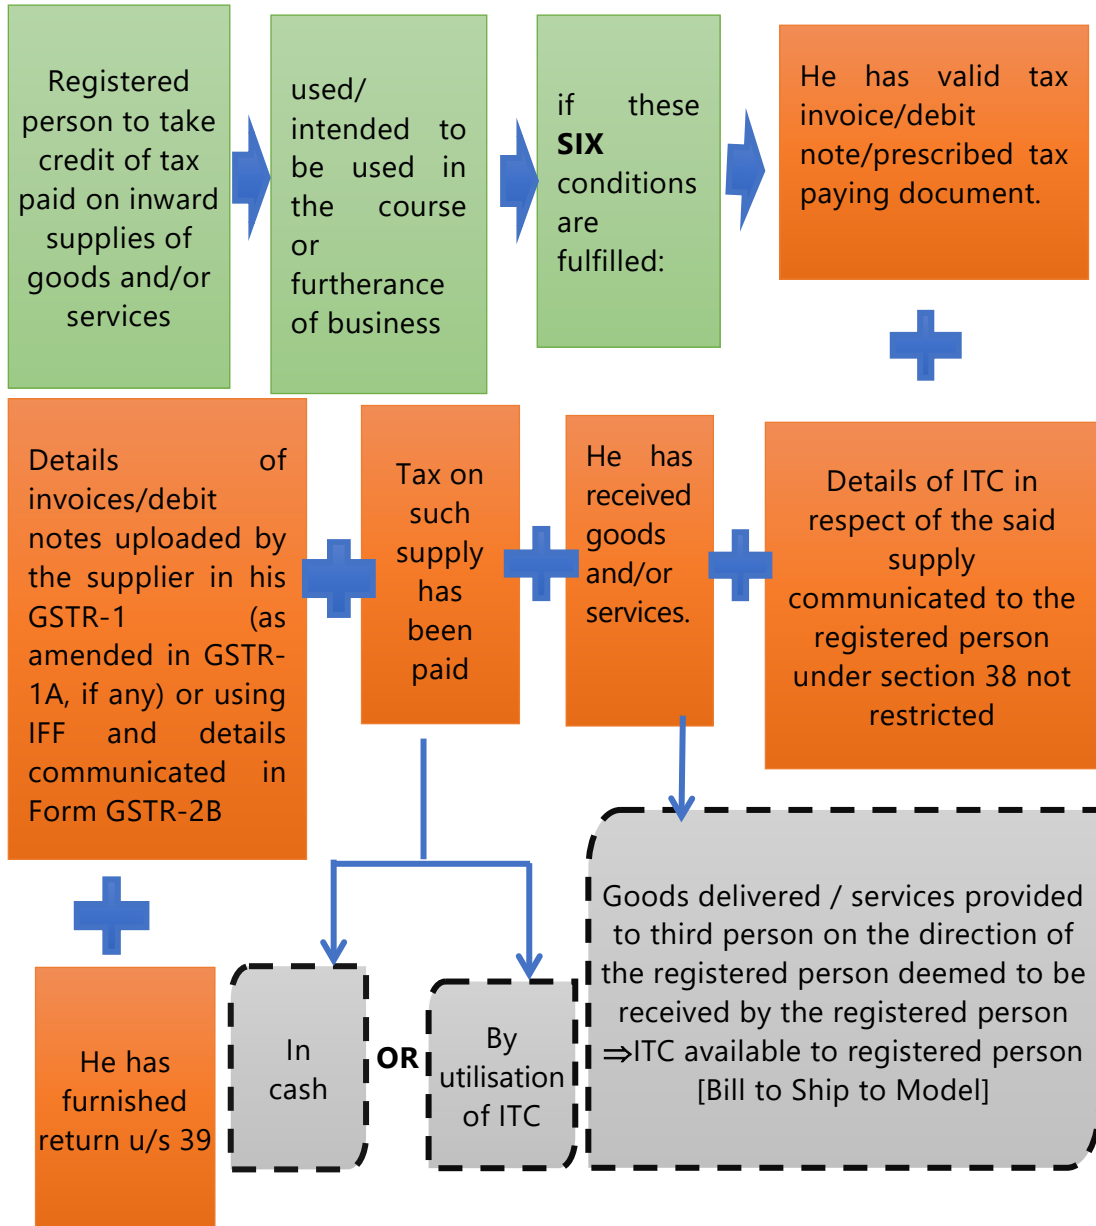 Registered
person to take
credit of tax
paid on inward
supplies of
goods and/or
services
used/
intended to
be used in
the course
or
furtherance
of business
if these
SIX
conditions
are
fulfilled:
He has valid tax
invoice/debit
note/prescribed tax
paying document.
Details of ITC in
respect of the said
supply
communicated to the
registered person
under section 38 not
restricted
He has
received
goods
and/or
services.
Tax on
such
supply
has
been
paid
Details of
invoices/debit
notes uploaded by
the supplier in his
GSTR-1 (as
amended in GSTR-
1A, if any) or using
IFF and details
communicated in
Form GSTR-2B
He has
furnished
return u/s 39
In
cash
OR
By
utilisation
of ITC
Goods delivered / services provided
to third person on the direction of
the registered person deemed to be
received by the registered person
⇒ITC available to registered person
[Bill to Ship to Model]